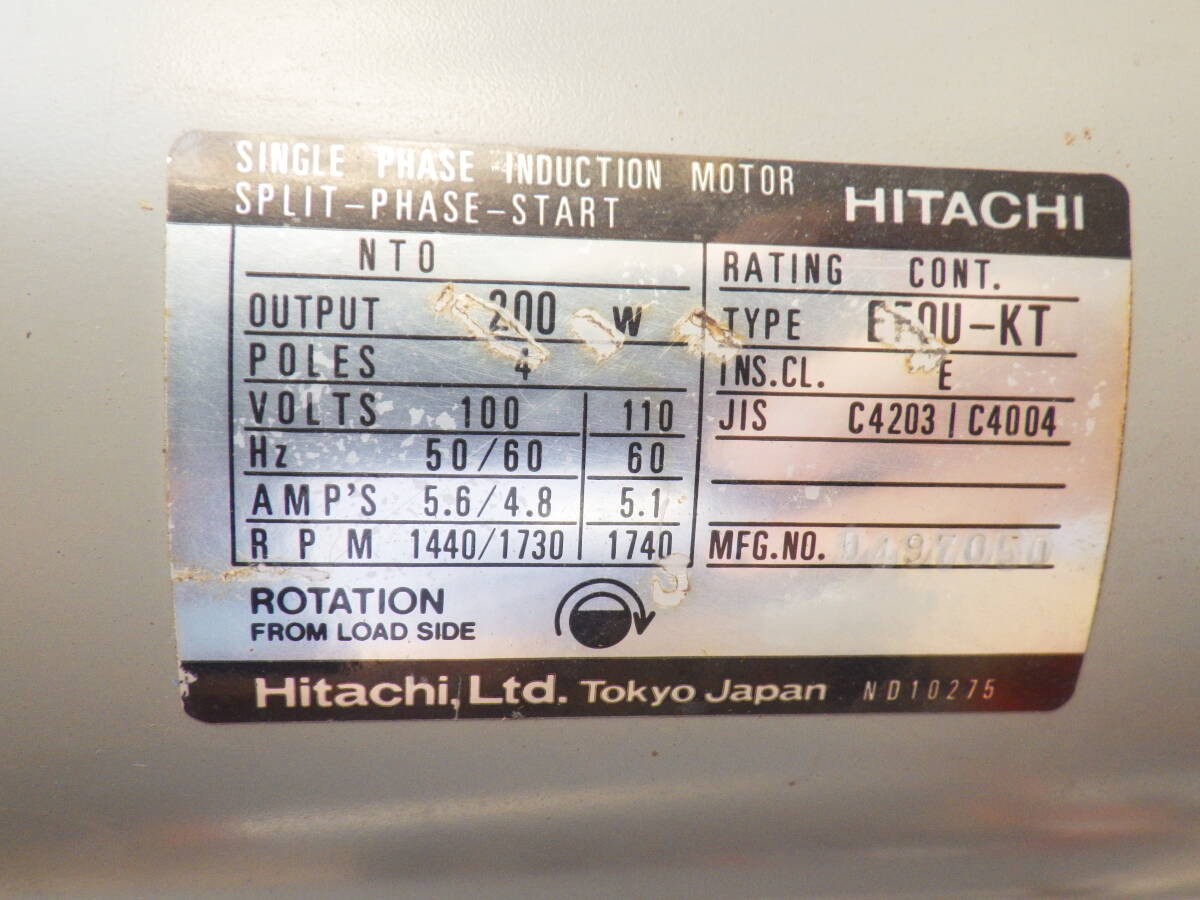 SINGLE PHASE INDUCTION MOTOR
SPLIT-PHASE-START
HITACHI
NTO
OUTPUT 200 W
POLES 4
VOLTS 100 110
Hz 50/60 60
AMP'S 5.6/4.8 5.1
RPM 1440/1730 1740
RATING CONT.
TYPE
INS.CL. E
JIS C4203 | C4004
MFG.NO.
ROTATION
FROM LOAD SIDE
Hitachi, Ltd. Tokyo Japan ND10275